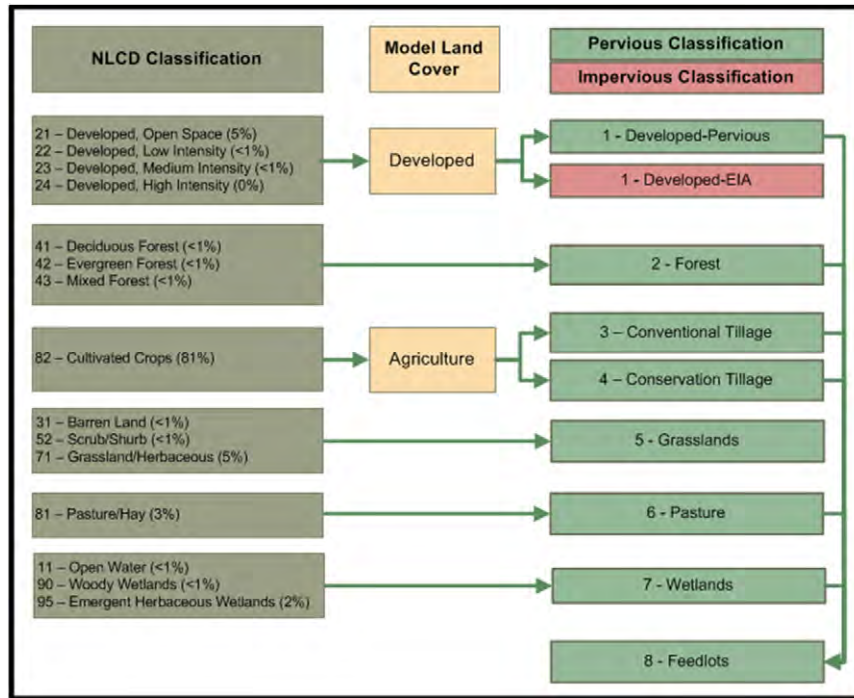 NLCD Classification
Model Land
Cover
Pervious Classification
Impervious Classification
21 – Developed, Open Space (5%)
22 – Developed, Low Intensity (<1%)
23 – Developed, Medium Intensity (<1%)
24 – Developed, High Intensity (0%)
Developed
1 - Developed-Pervious
1 - Developed-EIA
41 – Deciduous Forest (<1%)
42 – Evergreen Forest (<1%)
43 – Mixed Forest (<1%)
2 - Forest
82 – Cultivated Crops (81%)
Agriculture
3 – Conventional Tillage
4 – Conservation Tillage
31 – Barren Land (<1%)
52 – Scrub/Shurb (<1%)
71 – Grassland/Herbaceous (5%)
5 - Grasslands
81 – Pasture/Hay (3%)
6 - Pasture
11 – Open Water (<1%)
90 – Woody Wetlands (<1%)
95 – Emergent Herbaceous Wetlands (2%)
7 - Wetlands
8 - Feedlots